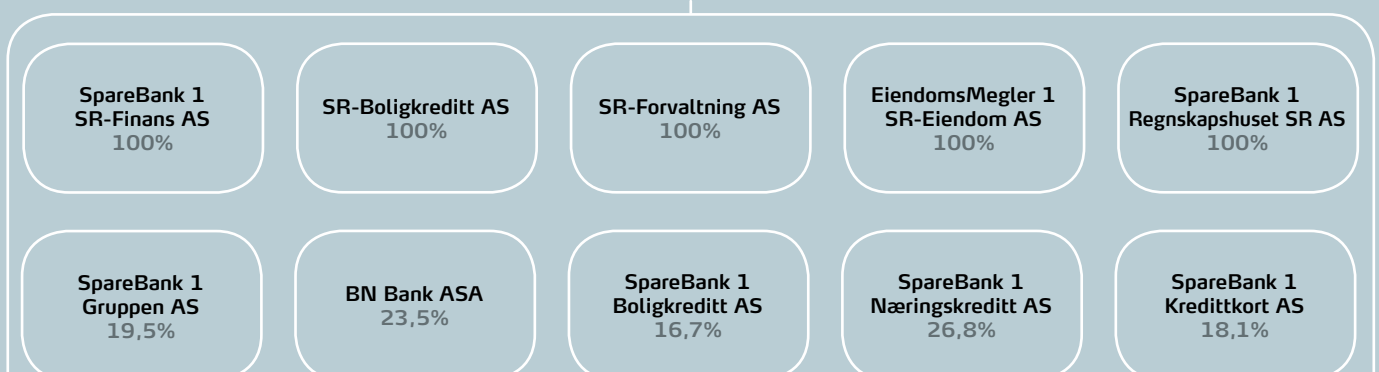 SpareBank 1
SR-Finans AS
100%
SR-Boligkreditt AS
100%
SR-Forvaltning AS
100%
EiendomsMegler 1
SR-Eiendom AS
100%
SpareBank 1
Regnskapshuset SR AS
100%
SpareBank 1
Gruppen AS
19,5%
BN Bank ASA
23,5%
SpareBank 1
Boligkreditt AS
16,7%
SpareBank 1
Næringskreditt AS
26,8%
SpareBank 1
Kredittkort AS
18,1%